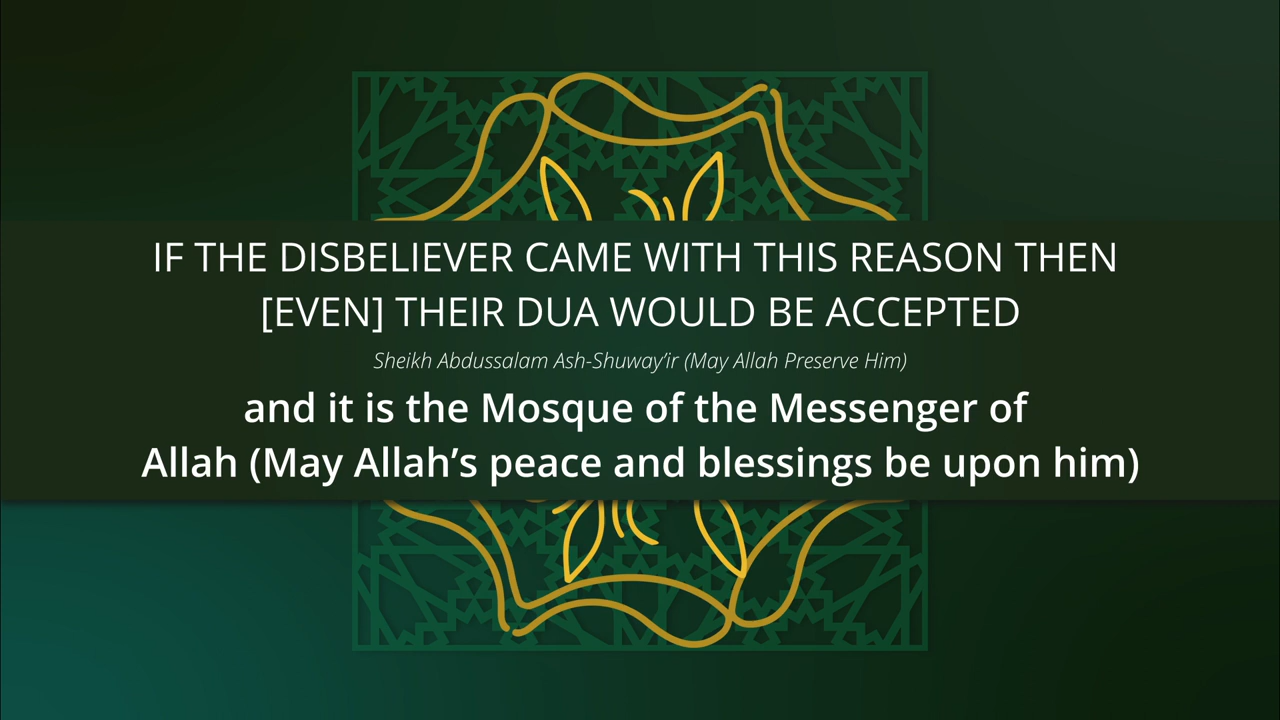 IF THE DISBELIEVER CAME WITH THIS REASON THEN
[EVEN] THEIR DUA WOULD BE ACCEPTED
Sheikh Abdussalam Ash-Shuway’ir (May Allah Preserve Him)
and it is the Mosque of the Messenger of
Allah (May Allah’s peace and blessings be upon him)